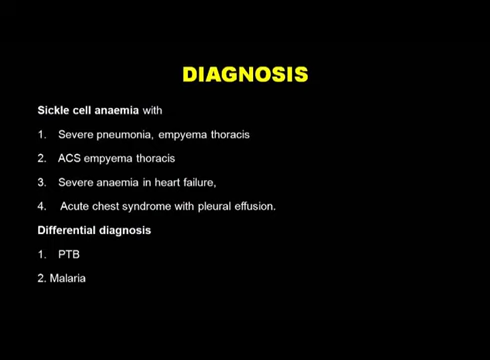 DIAGNOSIS
Sickle cell anaemia with
1. Severe pneumonia, empyema thoracis
2. ACS empyema thoracis
3. Severe anaemia in heart failure,
4. Acute chest syndrome with pleural effusion.
Differential diagnosis
1. PTB
2. Malaria